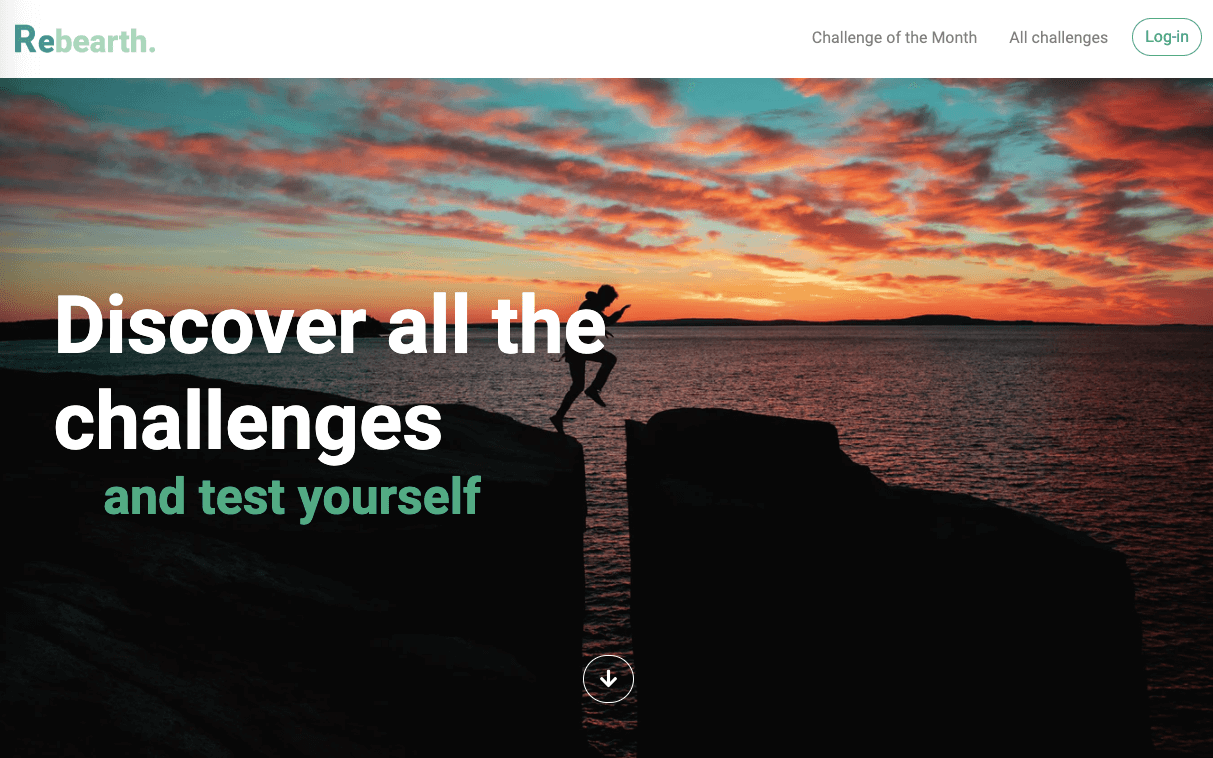 Rebearth.
Challenge of the Month
All challenges
Log-in
Discover all the
challenges
and test yourself